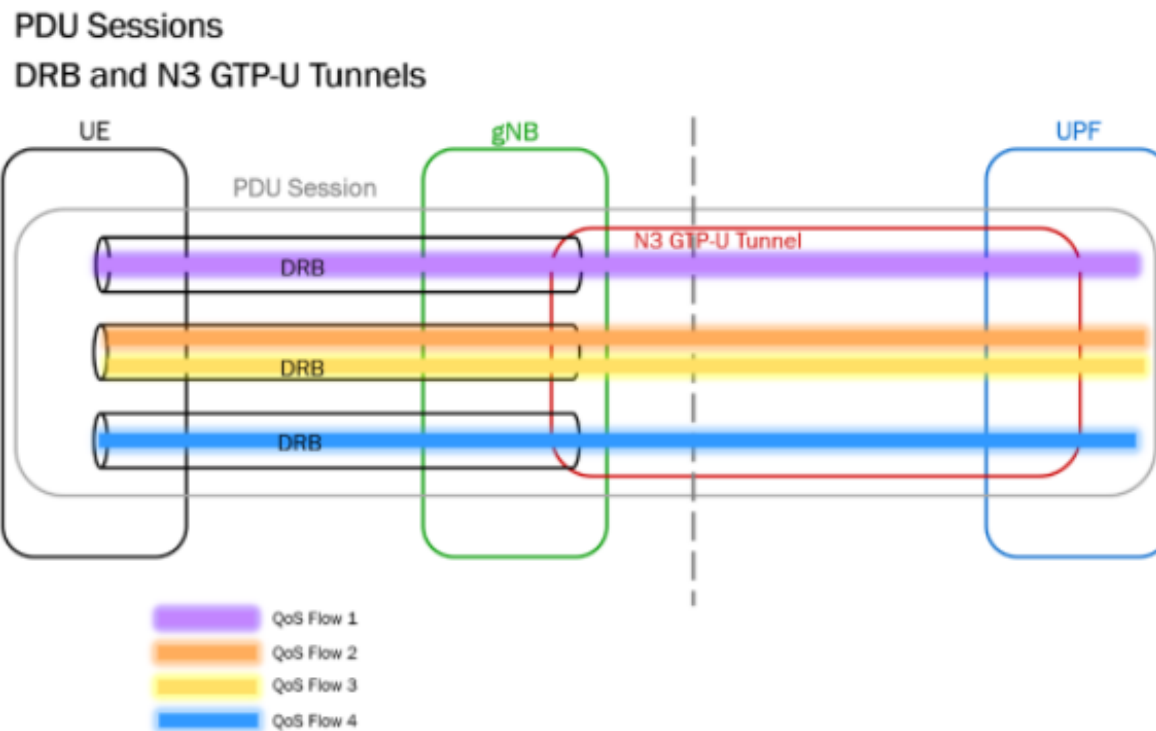 PDU Sessions
DRB and N3 GTP-U Tunnels
UE
gNB
UPF
PDU Session
N3 GTP-U Tunnel
DRB
DRB
DRB
QoS Flow 1
QoS Flow 2
QoS Flow 3
QoS Flow 4